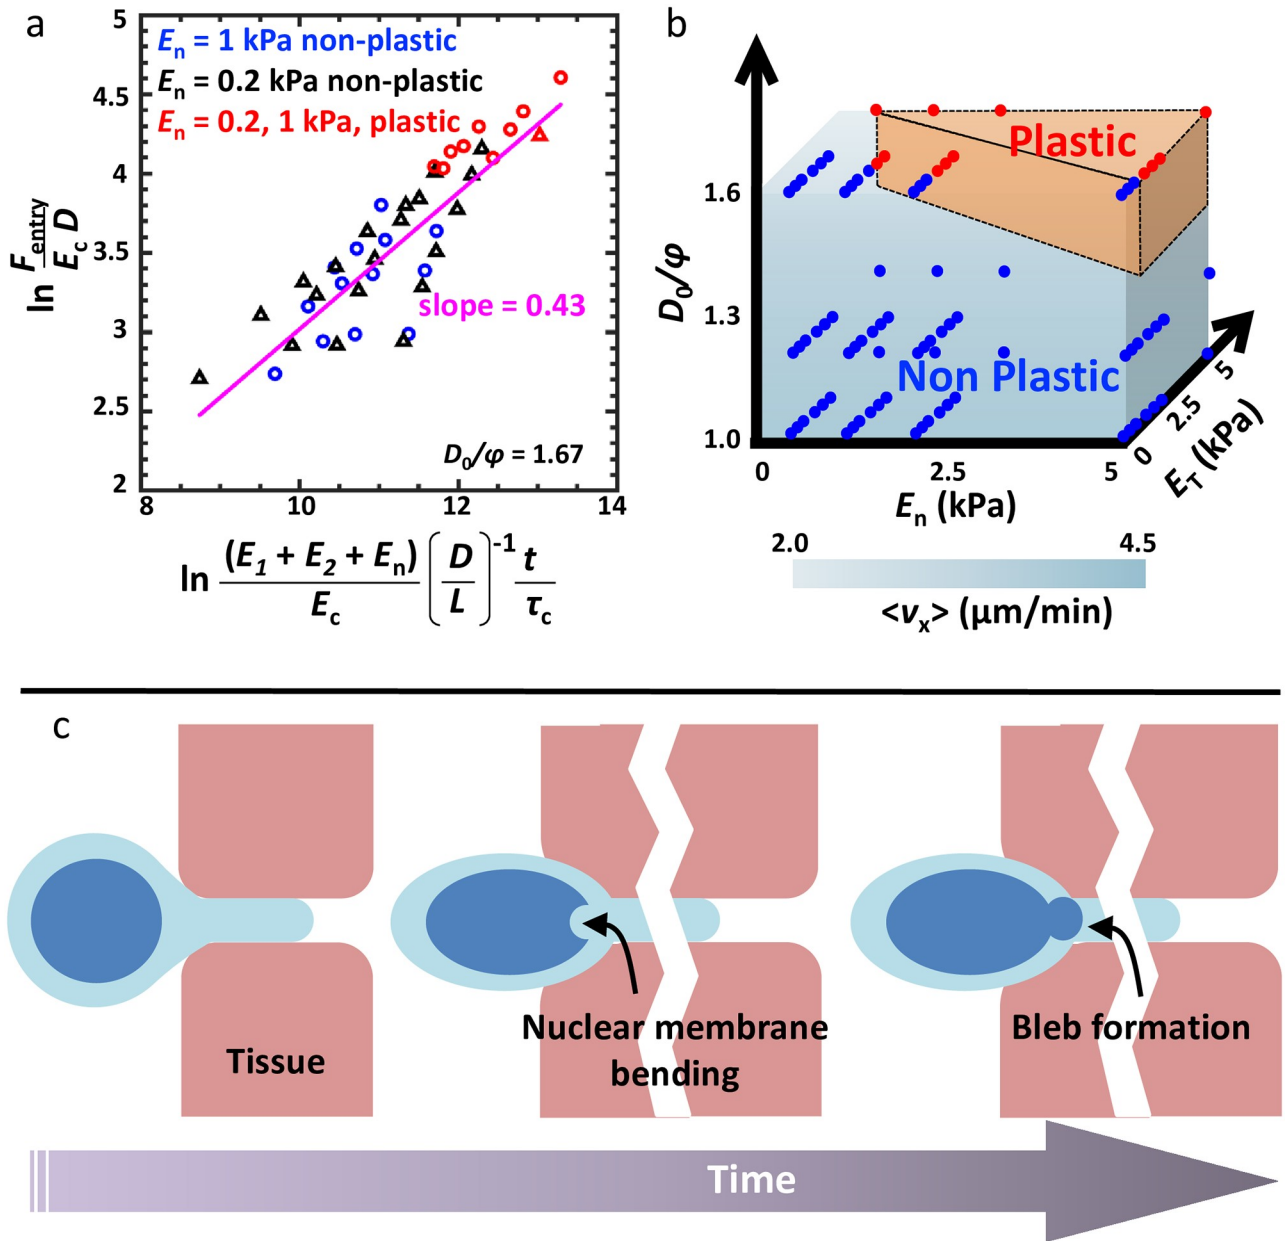 a
5
4.5
4
3.5
3
2.5
2
8
10
12
14
E_n = 1 kPa non-plastic
E_n = 0.2 kPa non-plastic
E_n = 0.2, 1 kPa, plastic
slope = 0.43
D_0/φ = 1.67
ln F_entry / E_c D
ln (E_1 + E_2 + E_n) / E_c (D / L)^-1 t / τ_c
b
Plastic
Non Plastic
1.6
1.3
1.0
D_0/φ
0
2.5
5
E_n (kPa)
0
2.5
5
E_T (kPa)
2.0
4.5
<v_x> (μm/min)
c
Tissue
Nuclear membrane
bending
Bleb formation
Time